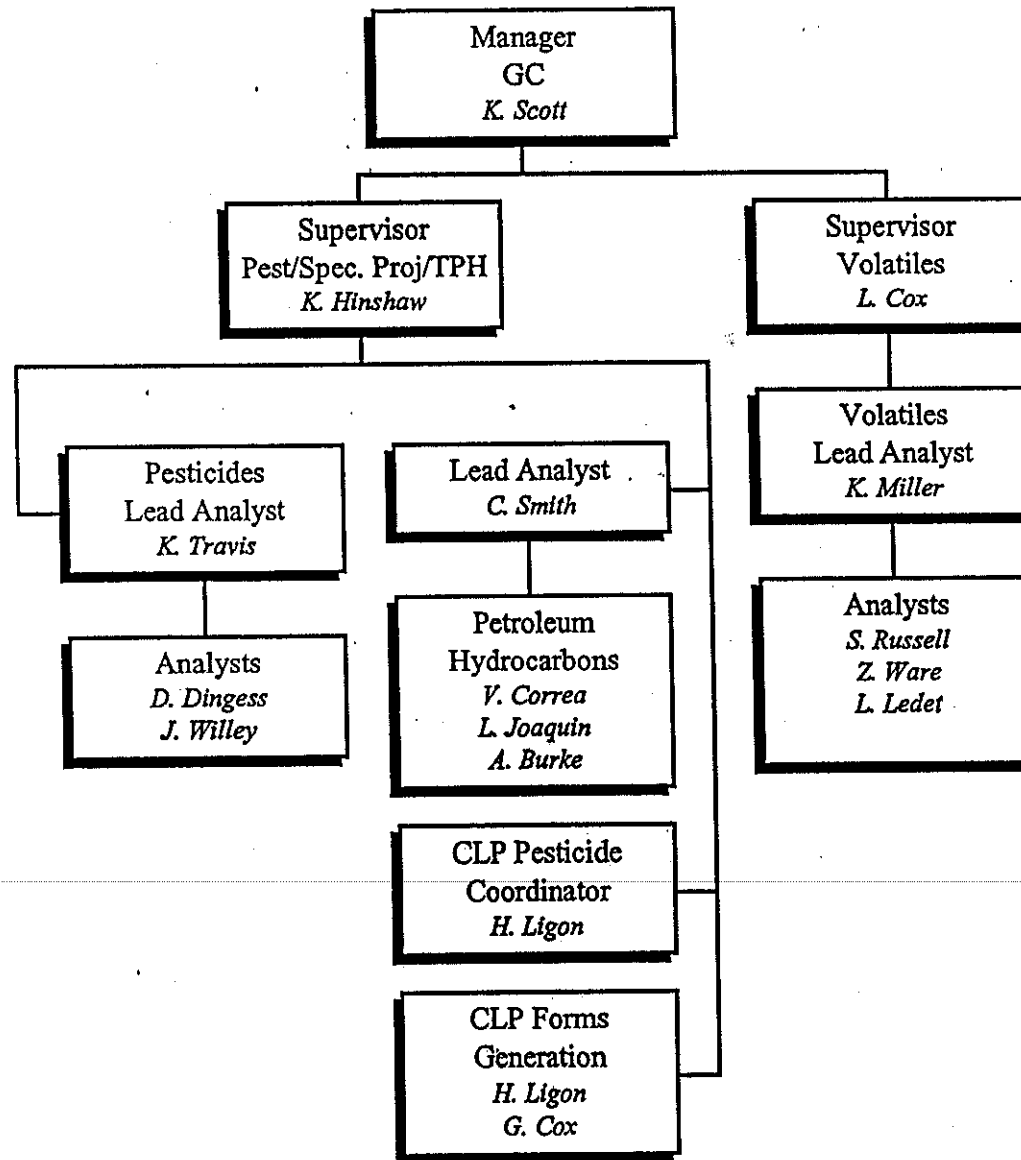 Manager
GC
K. Scott
Supervisor
Pest/Spec. Proj/TPH
K. Hinshaw
Supervisor
Volatiles
L. Cox
Pesticides
Lead Analyst
K. Travis
Lead Analyst
C. Smith
Volatiles
Lead Analyst
K. Miller
Analysts
D. Dingess
J. Willey
Petroleum
Hydrocarbons
V. Correa
L. Joaquin
A. Burke
Analysts
S. Russell
Z. Ware
L. Ledet
CLP Pesticide
Coordinator
H. Ligon
CLP Forms
Generation
H. Ligon
G. Cox